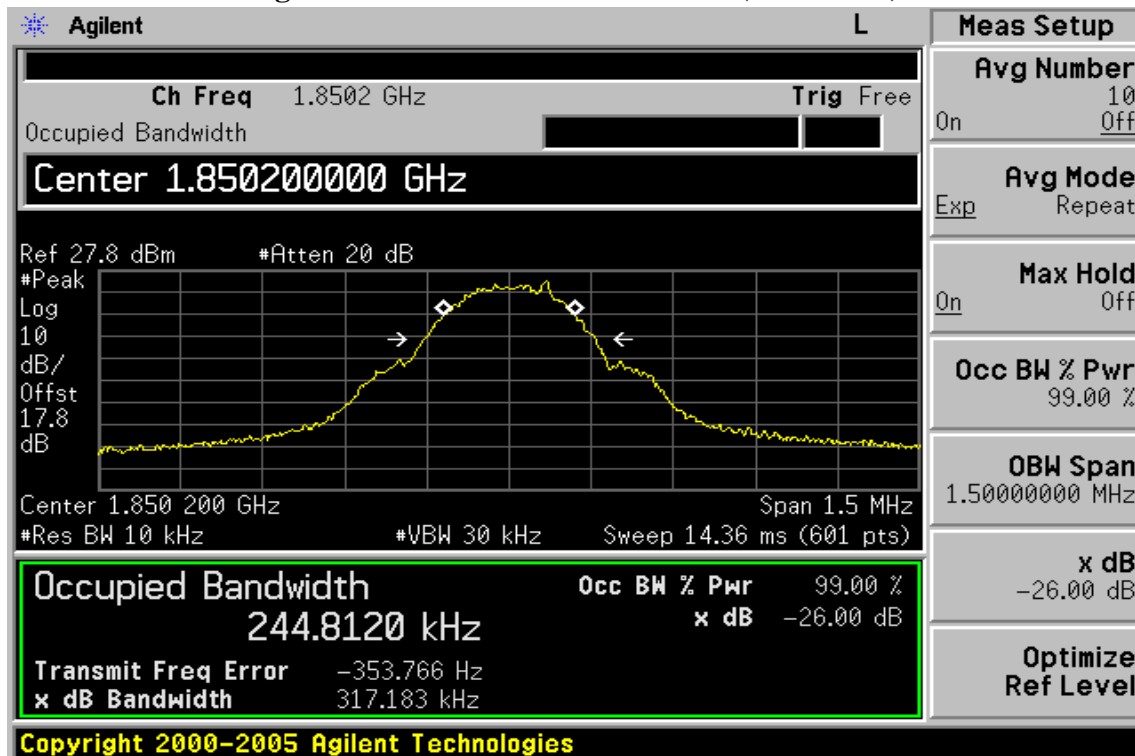 Agilent L
Ch Freq 1.8502 GHz Trig Free
Occupied Bandwidth
Center 1.850200000 GHz
Ref 27.8 dBm #Atten 20 dB
#Peak
Log
10
dB/
Offst
17.8
dB
Center 1.850 200 GHz Span 1.5 MHz
#Res BW 10 kHz #VBW 30 kHz Sweep 14.36 ms (601 pts)
Occupied Bandwidth Occ BW % Pwr 99.00 %
244.8120 kHz x dB -26.00 dB
Transmit Freq Error -353.766 Hz
x dB Bandwidth 317.183 kHz
Copyright 2000-2005 Agilent Technologies
Meas Setup
Avg Number
10
On Off
Avg Mode
Exp Repeat
Max Hold
On Off
Occ BW % Pwr
99.00 %
OBW Span
1.50000000 MHz
x dB
-26.00 dB
Optimize
Ref Level